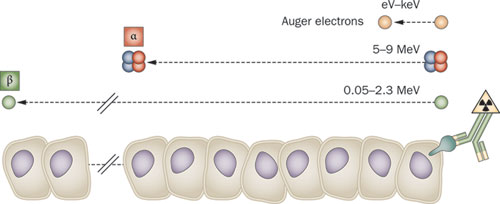 eV–keV
Auger electrons
α
5–9 MeV
β
0.05–2.3 MeV